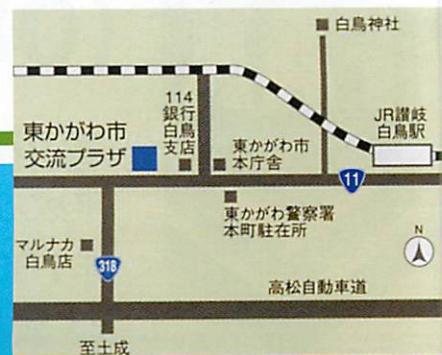 白鳥神社
114
銀行
白鳥
支店
JR讃岐
白鳥駅
東かがわ市
交流プラザ
東かがわ市
本庁舎
11
東かがわ警察署
本町駐在所
N
マルナカ
白鳥店
318
高松自動車道
至土成